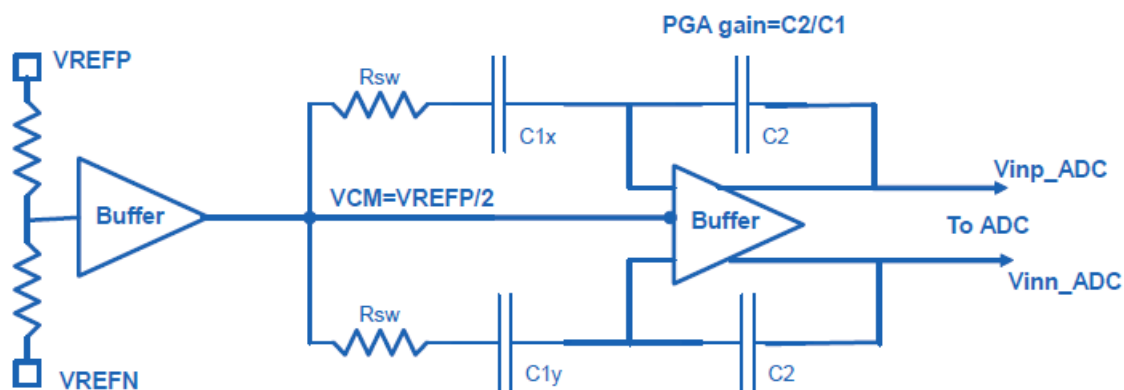 PGA gain=C2/C1
VREFP
Rsw
C1x
C2
Buffer
VCM=VREFP/2
Buffer
Vinp_ADC
To ADC
Vinn_ADC
Rsw
C1y
C2
VREFN